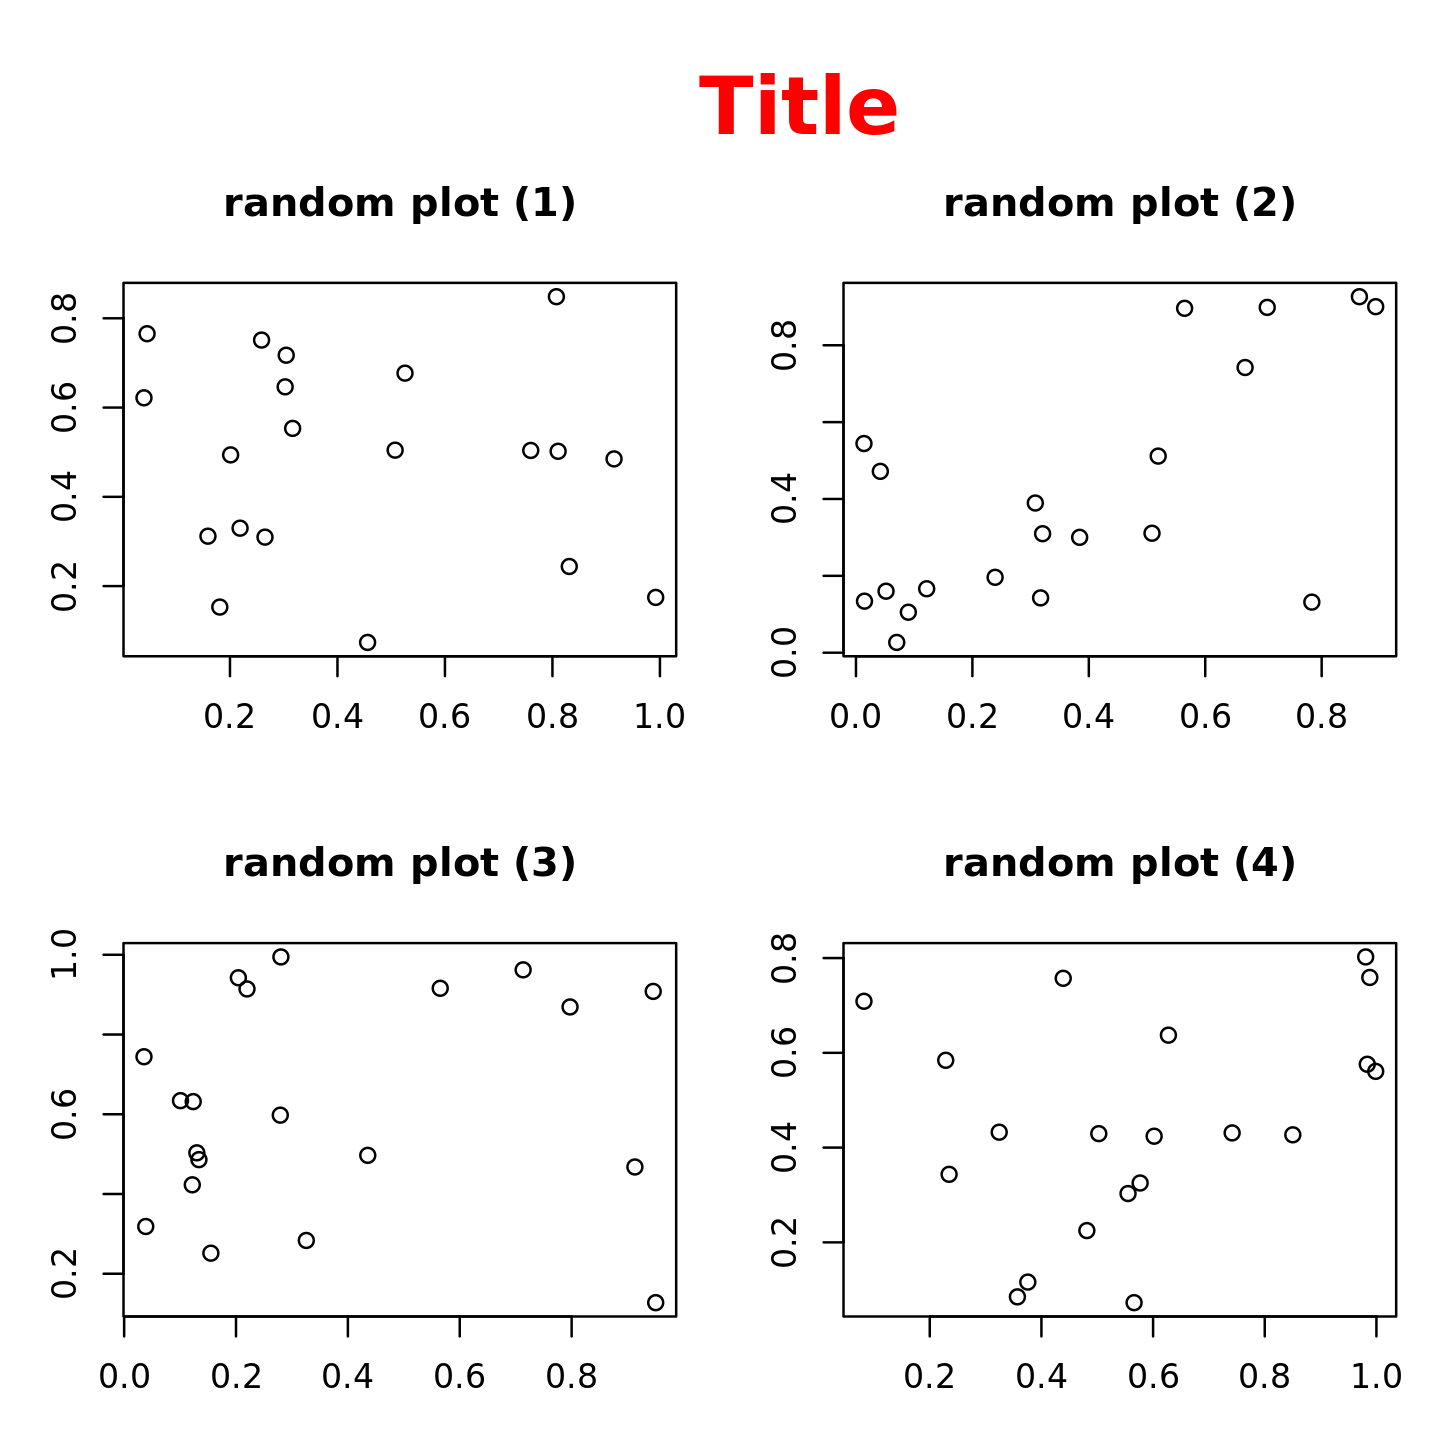 Title
random plot (1)
0.2 0.4 0.6 0.8
0.2 0.4 0.6 0.8 1.0
random plot (2)
0.0 0.4 0.8
0.0 0.2 0.4 0.6 0.8
random plot (3)
0.2 0.6 1.0
0.0 0.2 0.4 0.6 0.8
random plot (4)
0.2 0.4 0.6 0.8
0.2 0.4 0.6 0.8 1.0